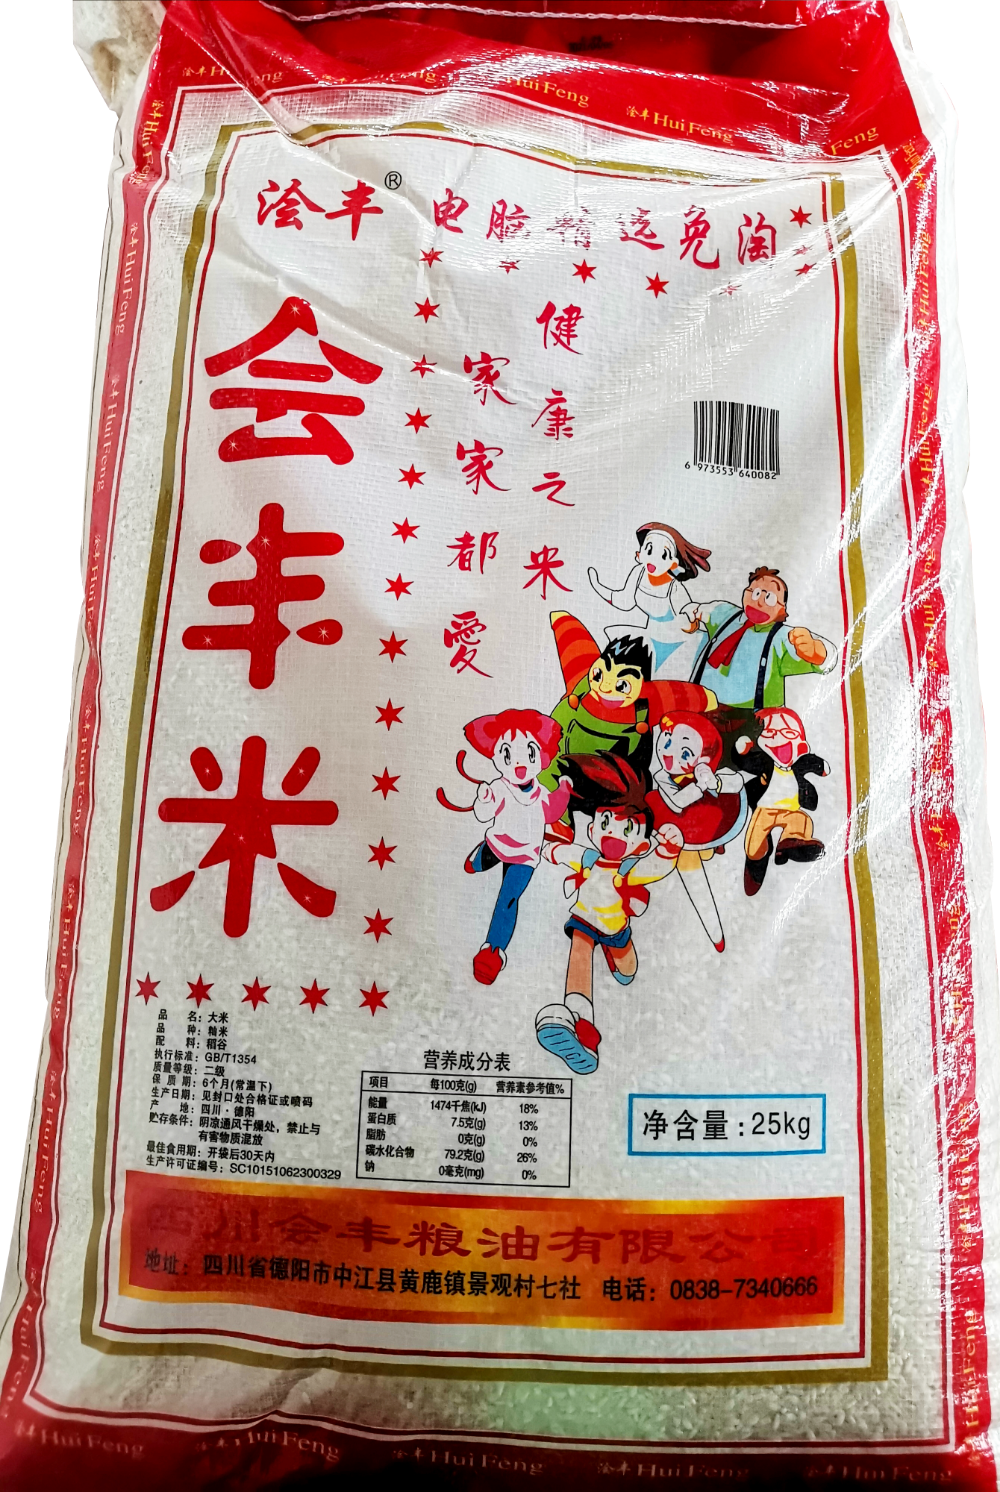 浍丰® 电脑精选免淘
会丰米
健康之米
家家都愛
6 973553 640082
品名：大米
品种：籼米
配料：稻谷
执行标准：GB/T1354
质量等级：二级
保质期：6个月(常温下)
生产日期：见封口处合格证或喷码
产地：四川·德阳
贮存条件：阴凉通风干燥处，禁止与
有害物质混放
最佳食用期：开袋后30天内
生产许可证编号：SC10151062300329
营养成分表
项目 每100克(g) 营养素参考值%
能量 1474千焦(kJ) 18%
蛋白质 7.5克(g) 13%
脂肪 0克(g) 0%
碳水化合物 79.2克(g) 26%
钠 0毫克(mg) 0%
净含量：25kg
会丰粮油有限公
地址：四川省德阳市中江县黄鹿镇景观村七社 电话：0838-7340666
浍丰HuiFeng